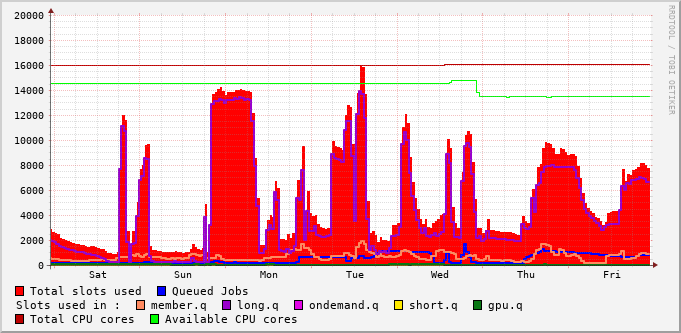 20000
18000
16000
14000
12000
10000
8000
6000
4000
2000
0
Sat Sun Mon Tue Wed Thu Fri
RRDTOOL / TOBI OETIKER
Total slots used Queued Jobs
Slots used in : member.q long.q ondemand.q short.q gpu.q
Total CPU cores Available CPU cores